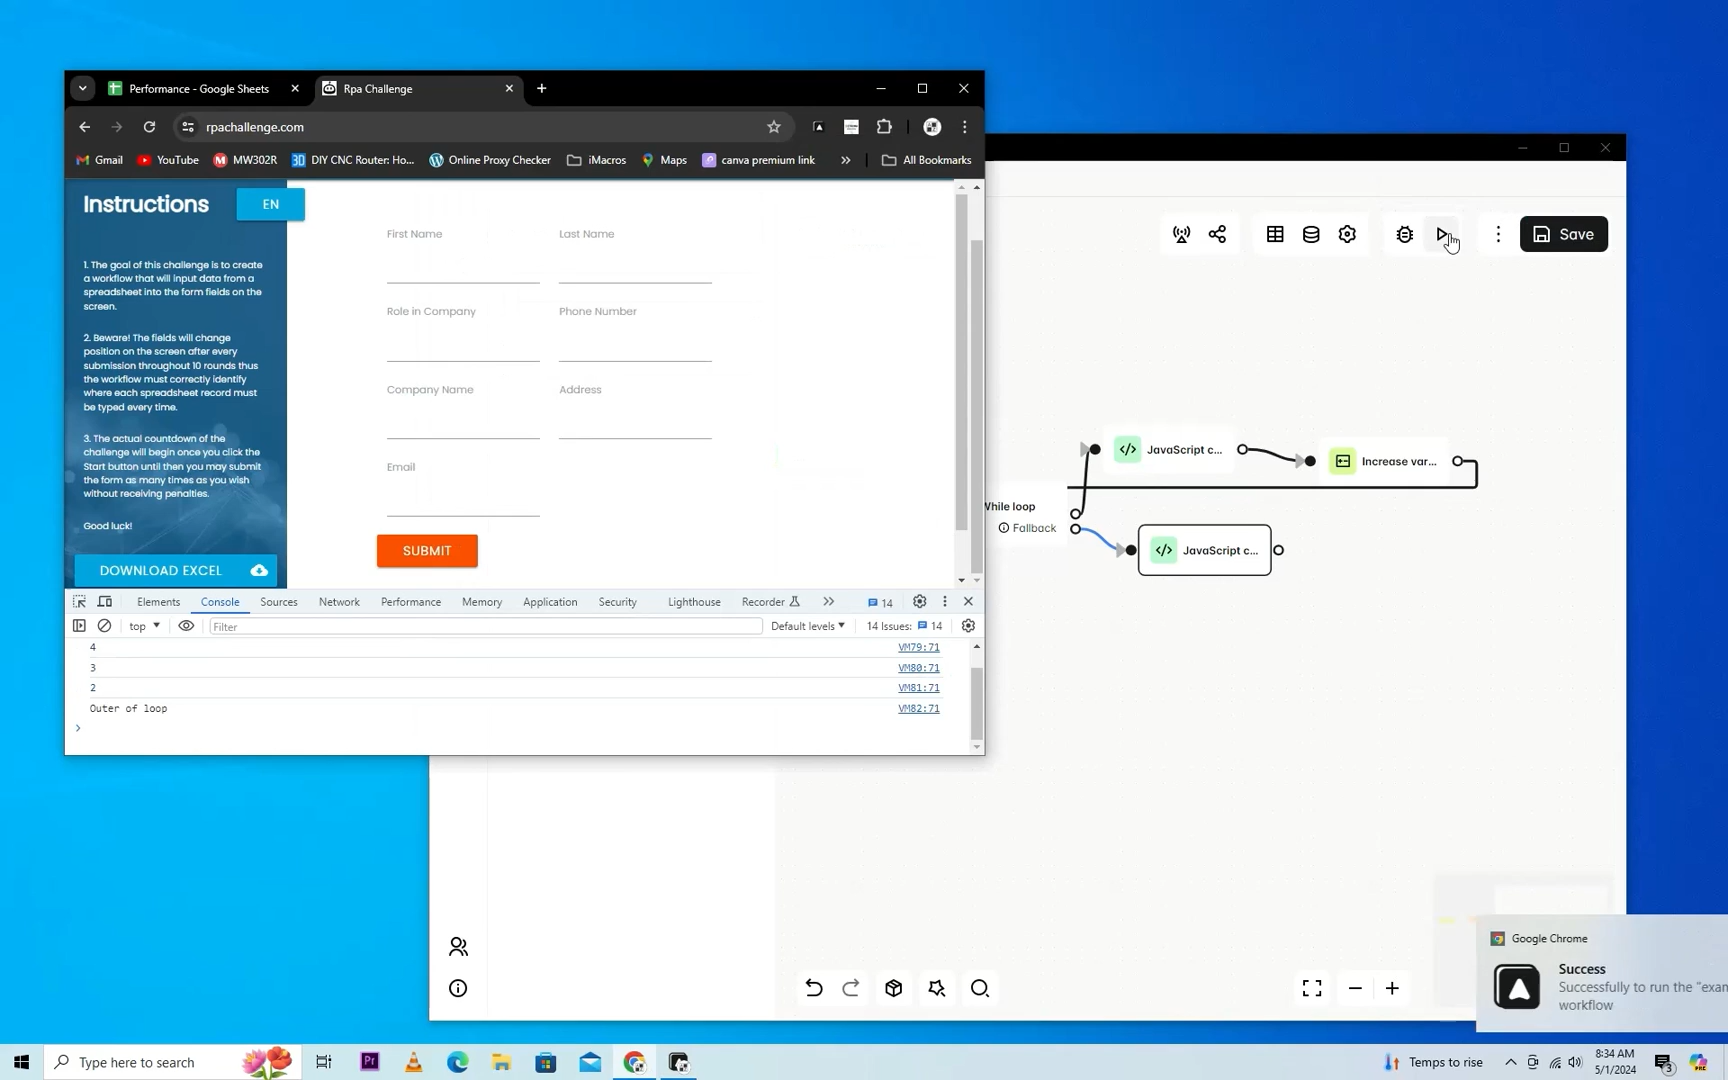 Performance - Google Sheets
Rpa Challenge
rpachallenge.com
Gmail
YouTube
MW302R
DIY CNC Router: Ho...
Online Proxy Checker
iMacros
Maps
canva premium link
»
All Bookmarks
Instructions
EN
1. The goal of this challenge is to create
a workflow that will input data from a
spreadsheet into the form fields on the
screen.
2. Beware! The fields will change
position on the screen after every
submission throughout 10 rounds thus
the workflow must correctly identify
where each spreadsheet record must
be typed every time.
3. The actual countdown of the
challenge will begin once you click the
Start button until then you may submit
the form as many times as you wish
without receiving penalties.
Good luck!
DOWNLOAD EXCEL
First Name
Last Name
Role in Company
Phone Number
Company Name
Address
Email
SUBMIT
Elements
Console
Sources
Network
Performance
Memory
Application
Security
Lighthouse
Recorder
»
14
top
Filter
Default levels
14 Issues:
14
4
VM79:71
3
VM80:71
2
VM81:71
Outer of loop
VM82:71
Save
JavaScript c...
Increase var...
While loop
Fallback
JavaScript c...
Google Chrome
Success
Successfully to run the "exam
workflow
Type here to search
Pr
Temps to rise
8:34 AM
5/1/2024
3
PRE